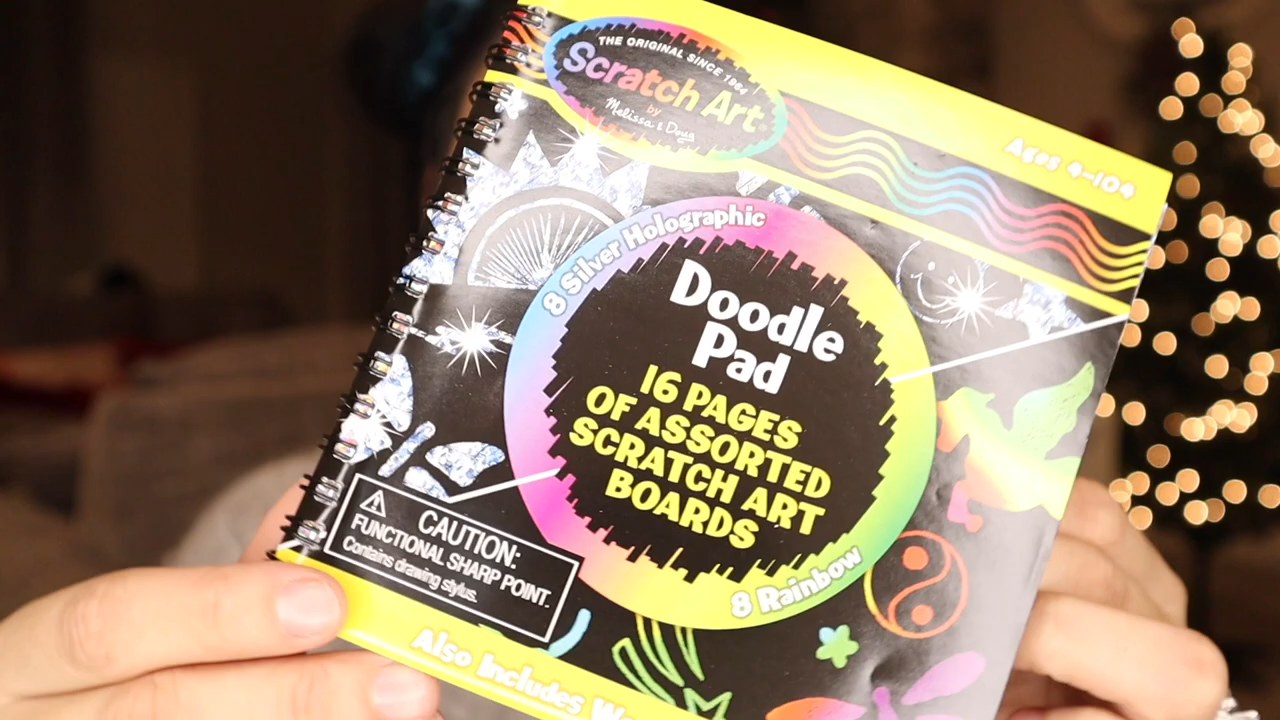 THE ORIGINAL SINCE 1964
Scratch Art
by
Melissa & Doug
Ages 4-104
8 Silver Holographic
Doodle
Pad
16 PAGES
OF ASSORTED
SCRATCH ART
BOARDS
8 Rainbow
CAUTION:
FUNCTIONAL SHARP POINT.
Contains drawing stylus.
Also Includes